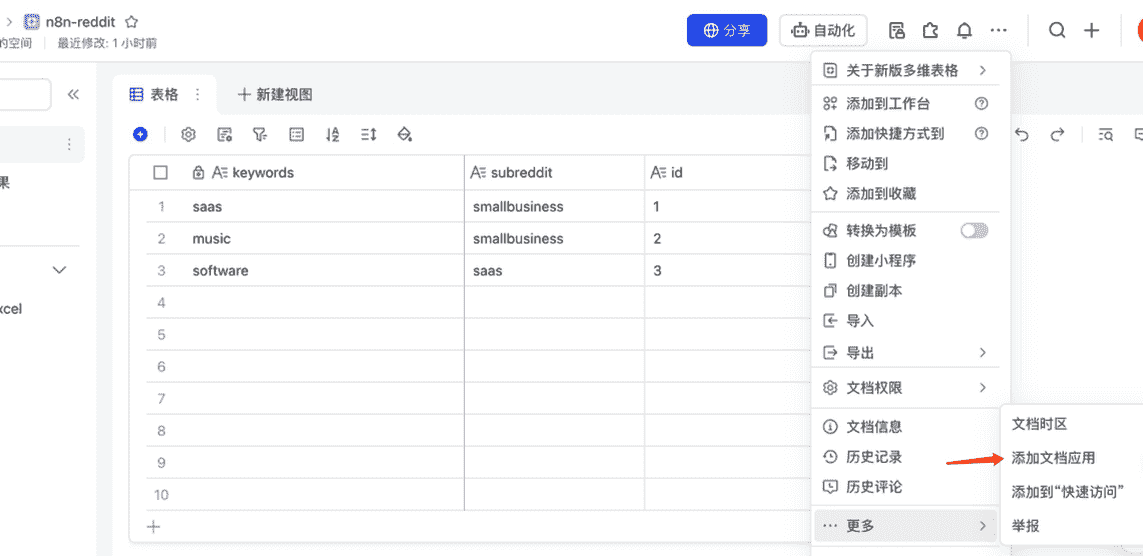 n8n-reddit
的空间 最近修改: 1 小时前
分享 自动化
表格 新建视图
keywords subreddit id
1 saas smallbusiness 1
2 music smallbusiness 2
3 software saas 3
4
5
6
7
8
9
10
果
xcel
关于新版多维表格
添加到工作台
添加快捷方式到
移动到
添加到收藏
转换为模板
创建小程序
创建副本
导入
导出
文档权限
文档信息
历史记录
历史评论
更多
文档时区
添加文档应用
添加到“快速访问”
举报